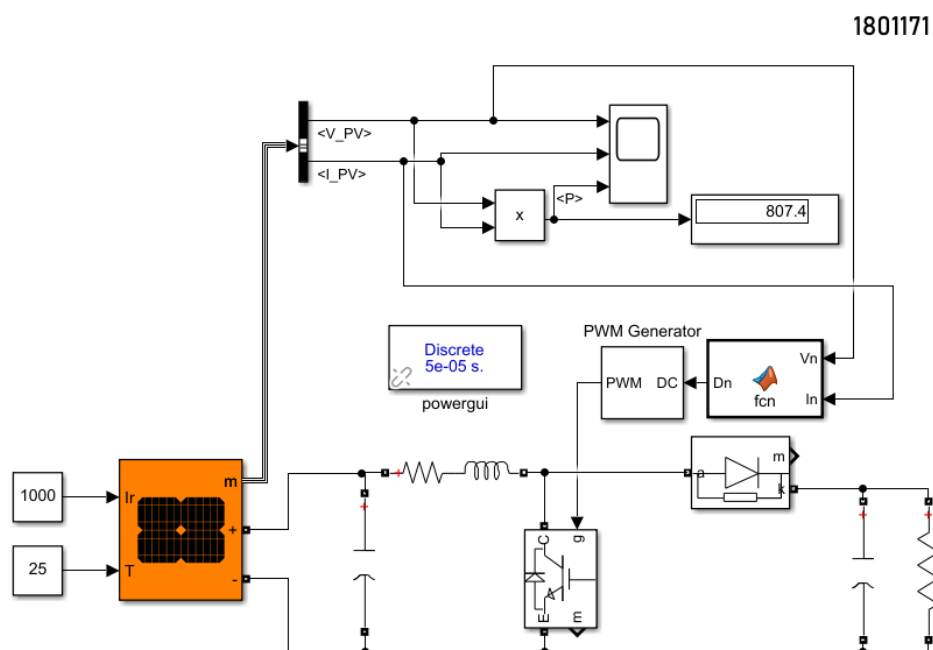 1801171
<V_PV>
<I_PV>
<P>
x
807.4
PWM Generator
Discrete
5e-05 s.
powergui
PWM
DC
Dn
Vn
In
fcn
1000
25
Ir
T
m
+
-
+
a
m
k
+
+
C
g
E
m